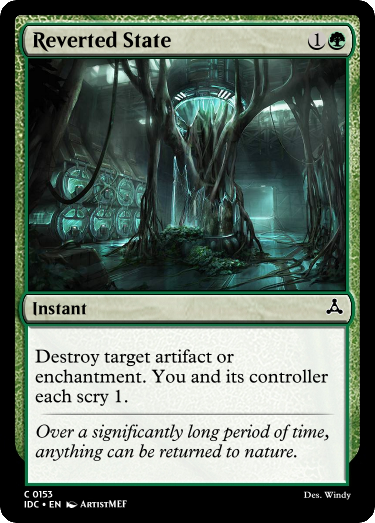 Reverted State 1
Instant
Destroy target artifact or
enchantment. You and its controller
each scry 1.
Over a significantly long period of time,
anything can be returned to nature.
C 0153
Des. Windy
IDC • EN ArtistMEF